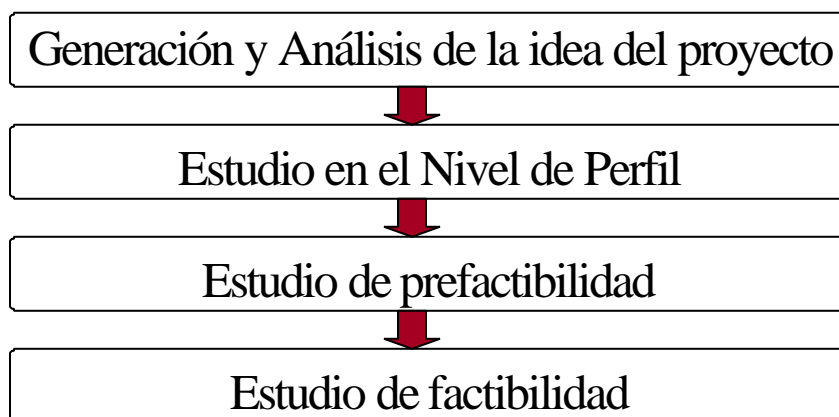 Generación y Análisis de la idea del proyecto
Estudio en el Nivel de Perfil
Estudio de prefactibilidad
Estudio de factibilidad